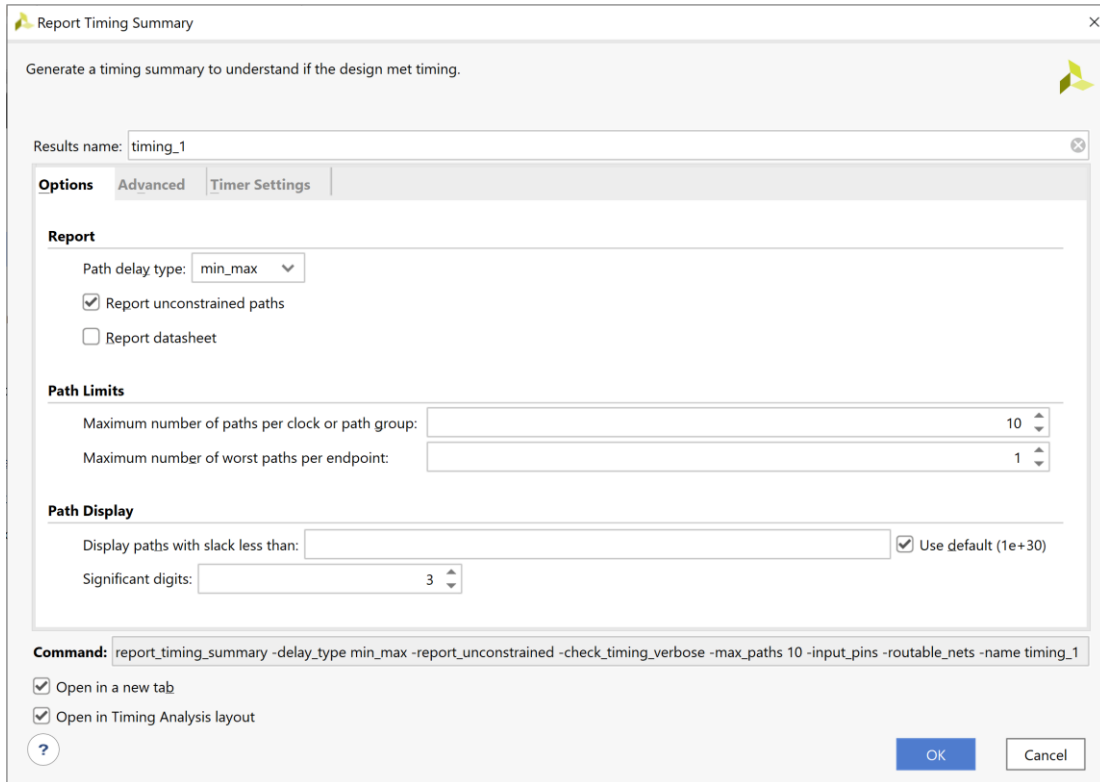 Report Timing Summary
Generate a timing summary to understand if the design met timing.
Results name: timing_1
Options Advanced Timer Settings
Report
Path delay type: min_max
Report unconstrained paths
Report datasheet
Path Limits
Maximum number of paths per clock or path group: 10
Maximum number of worst paths per endpoint: 1
Path Display
Display paths with slack less than: Use default (1e+30)
Significant digits: 3
Command: report_timing_summary -delay_type min_max -report_unconstrained -check_timing_verbose -max_paths 10 -input_pins -routable_nets -name timing_1
Open in a new tab
Open in Timing Analysis layout
? OK Cancel